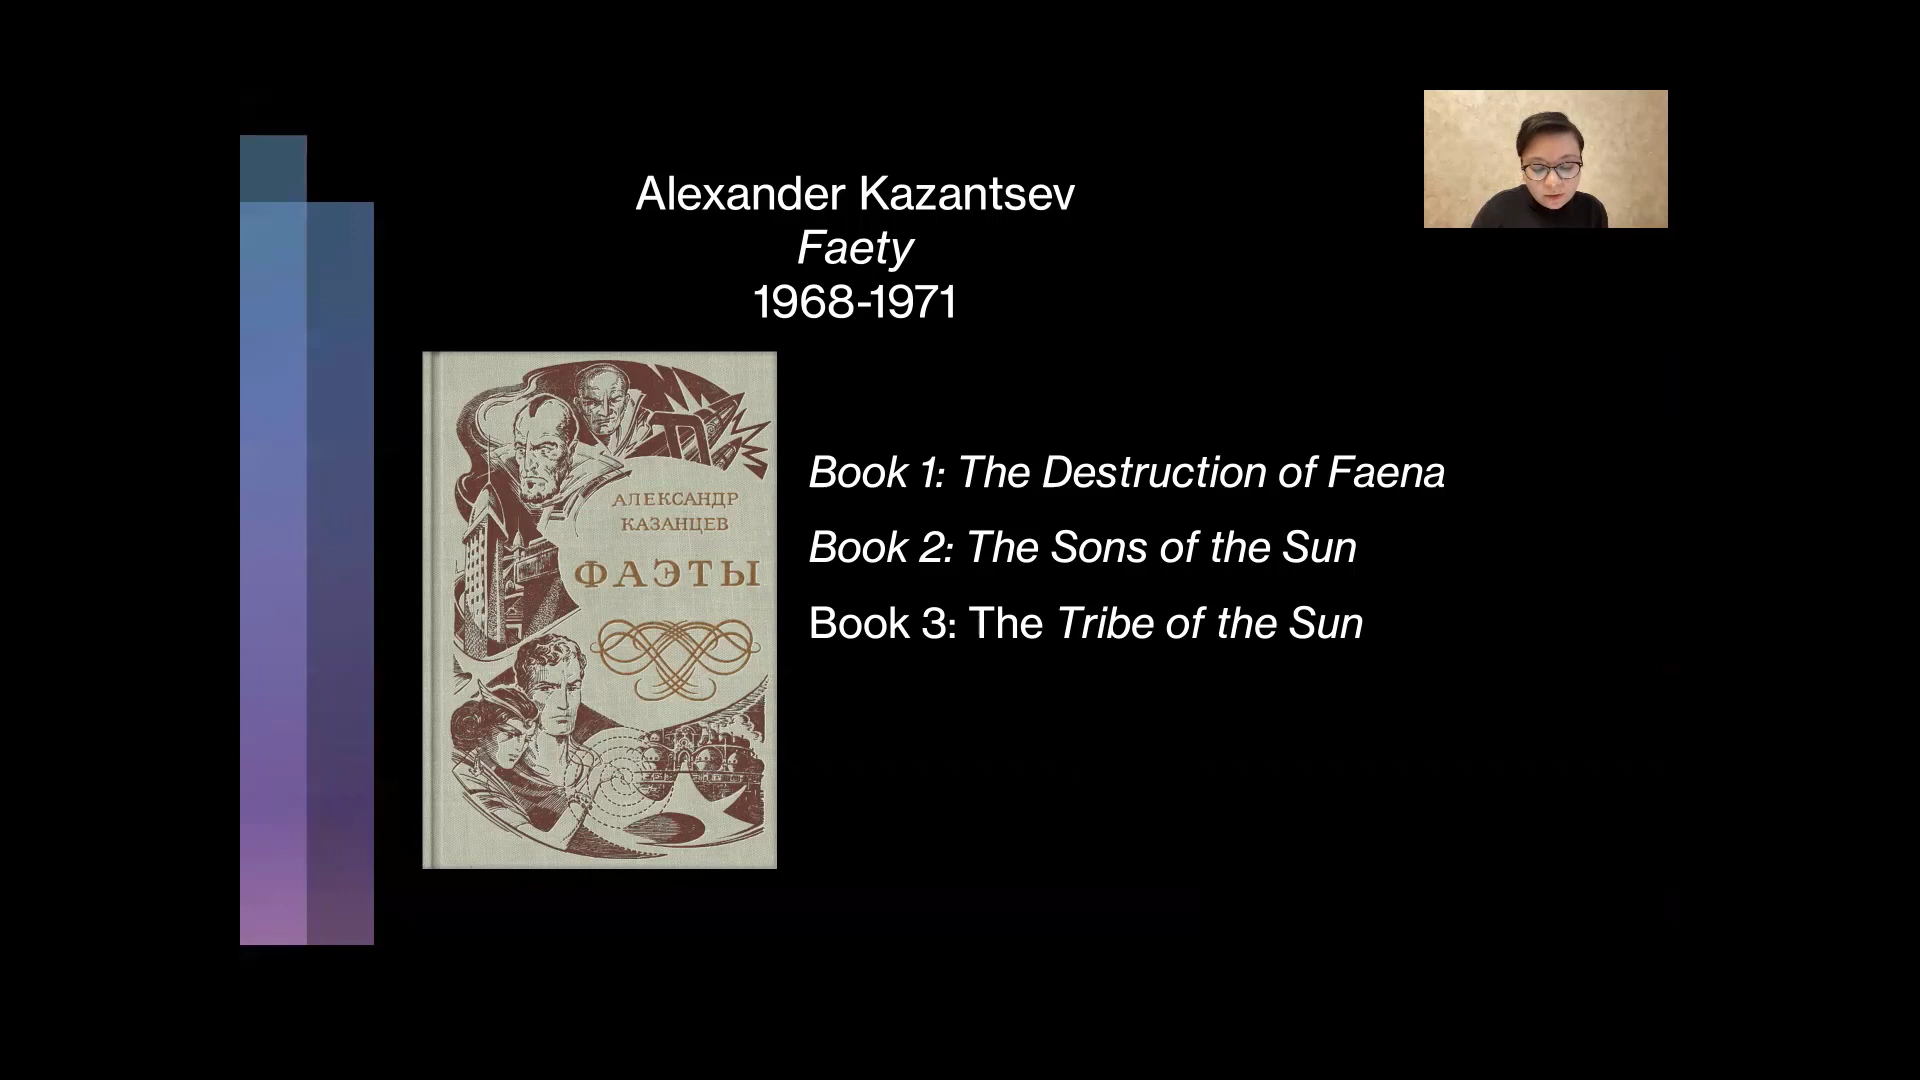 Alexander Kazantsev
Faety
1968-1971
АЛЕКСАНДР
КАЗАНЦЕВ
ФАЭТЫ
Book 1: The Destruction of Faena
Book 2: The Sons of the Sun
Book 3: The Tribe of the Sun